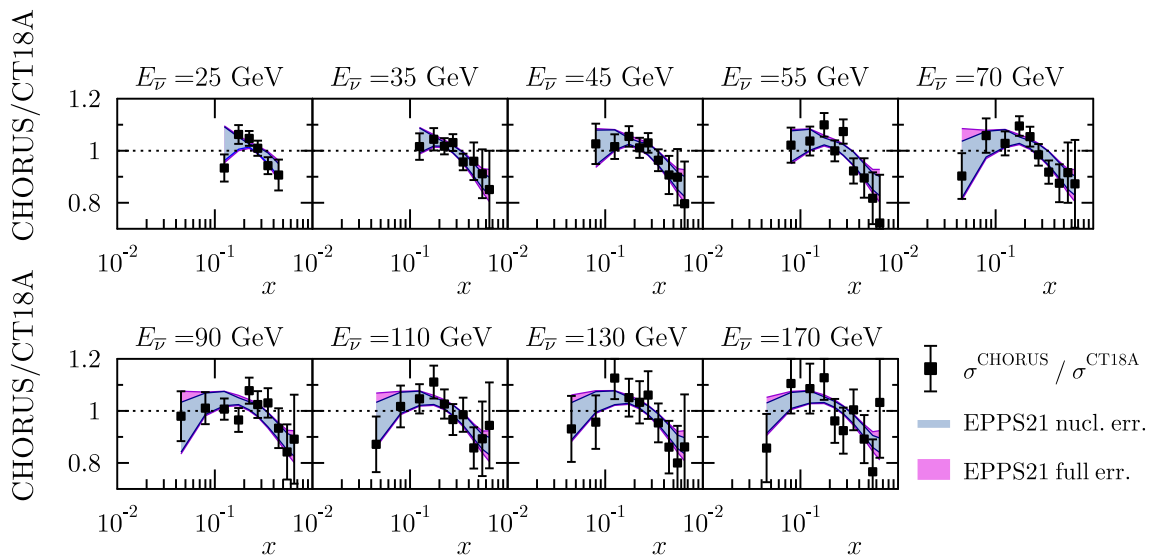 CHORUS/CT18A
E_ν̅ =25 GeV E_ν̅ =35 GeV E_ν̅ =45 GeV E_ν̅ =55 GeV E_ν̅ =70 GeV
1.2
1
0.8
10⁻² 10⁻¹ 10⁻² 10⁻¹ 10⁻² 10⁻¹ 10⁻² 10⁻¹ 10⁻² 10⁻¹
x x x x x
CHORUS/CT18A
E_ν̅ =90 GeV E_ν̅ =110 GeV E_ν̅ =130 GeV E_ν̅ =170 GeV
1.2
1
0.8
10⁻² 10⁻¹ 10⁻² 10⁻¹ 10⁻² 10⁻¹ 10⁻² 10⁻¹
x x x x
σ^CHORUS / σ^CT18A
EPPS21 nucl. err.
EPPS21 full err.